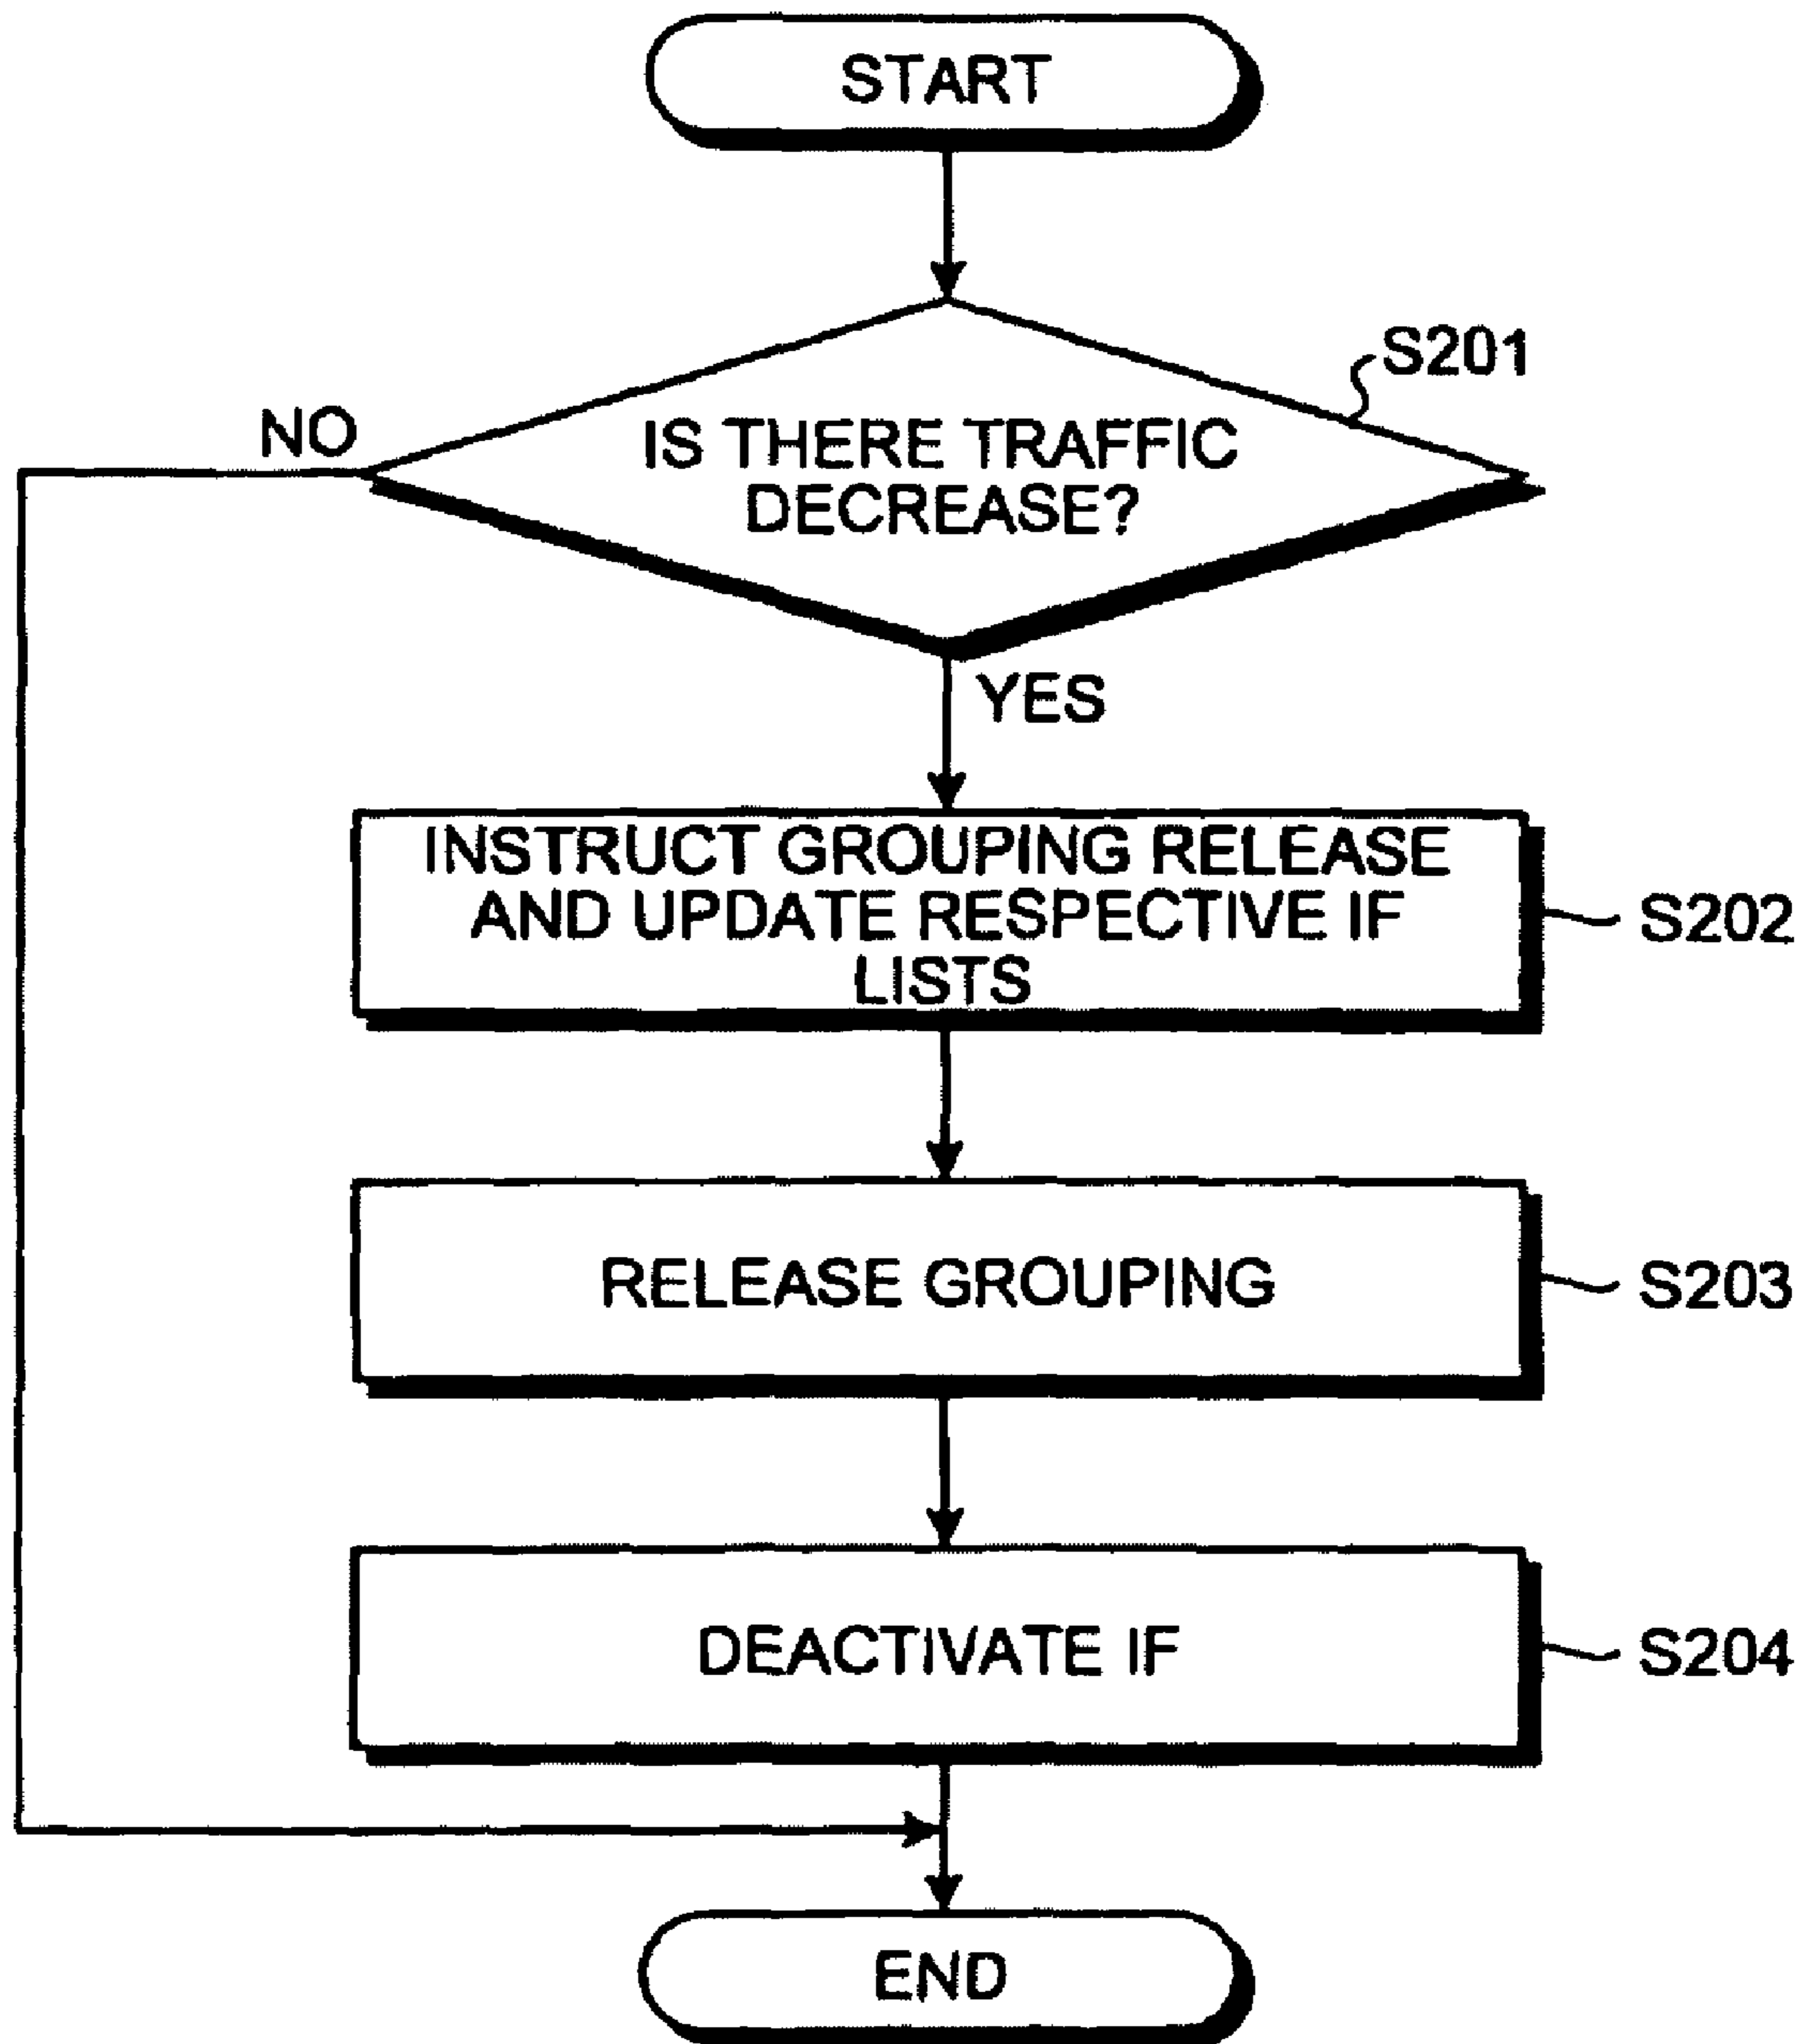 START
S201
NO
IS THERE TRAFFIC
DECREASE?
YES
INSTRUCT GROUPING RELEASE
AND UPDATE RESPECTIVE IF
LISTS
S202
RELEASE GROUPING
S203
DEACTIVATE IF
S204
END